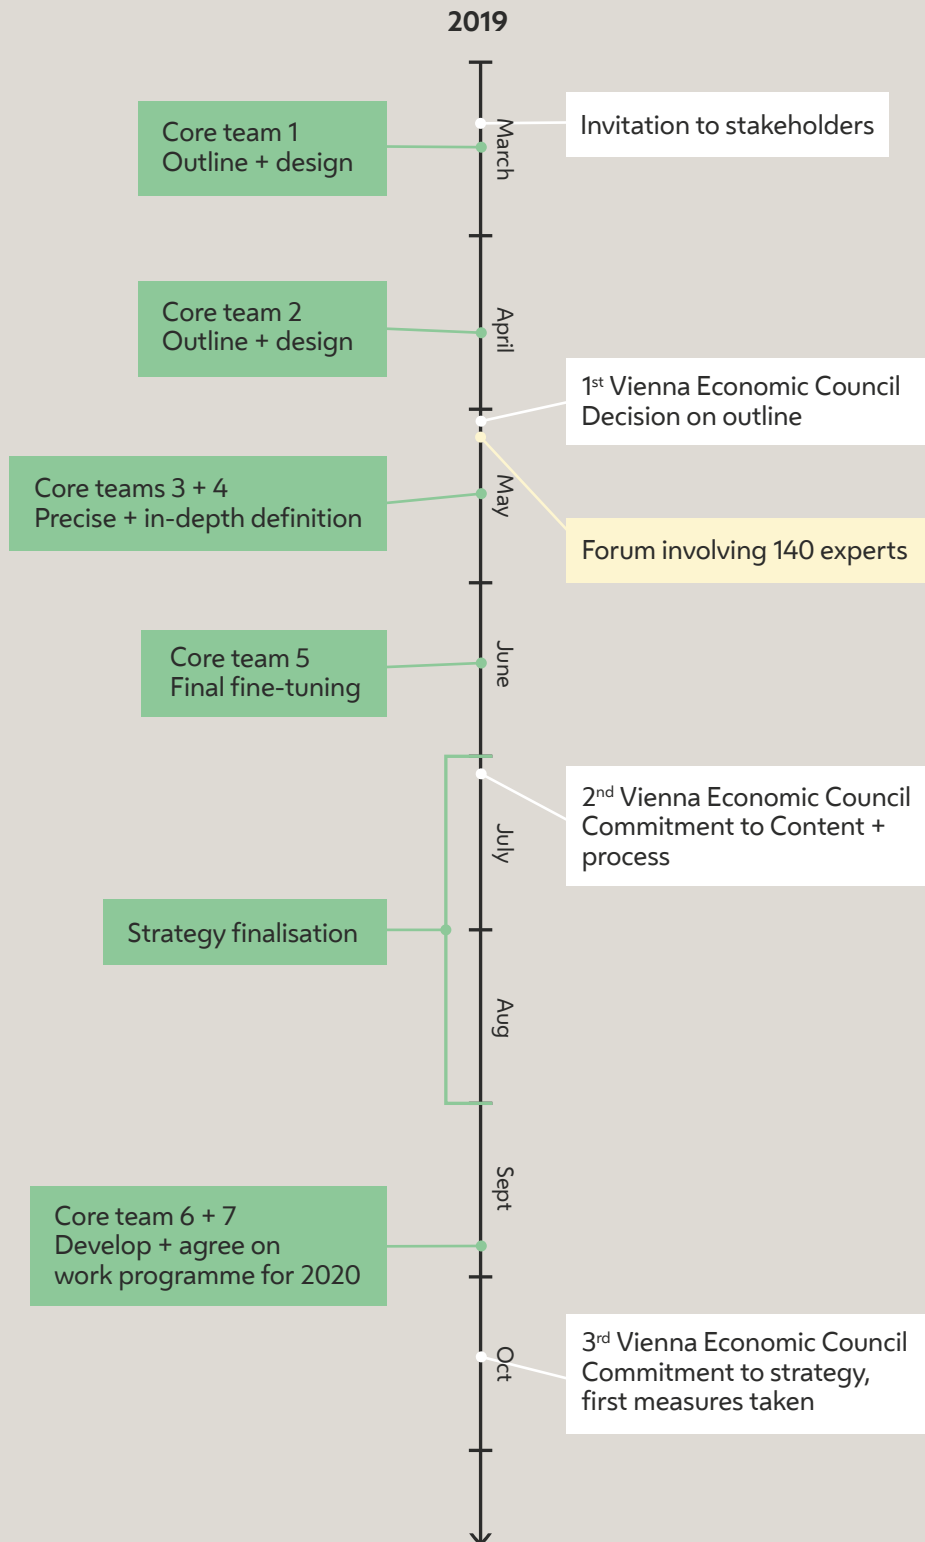 2019
Core team 1
Outline + design
March
Invitation to stakeholders
Core team 2
Outline + design
April
1st Vienna Economic Council
Decision on outline
Core teams 3 + 4
Precise + in-depth definition
May
Forum involving 140 experts
Core team 5
Final fine-tuning
June
2nd Vienna Economic Council
Commitment to Content +
process
July
Strategy finalisation
Aug
Sept
Core team 6 + 7
Develop + agree on
work programme for 2020
Oct
3rd Vienna Economic Council
Commitment to strategy,
first measures taken